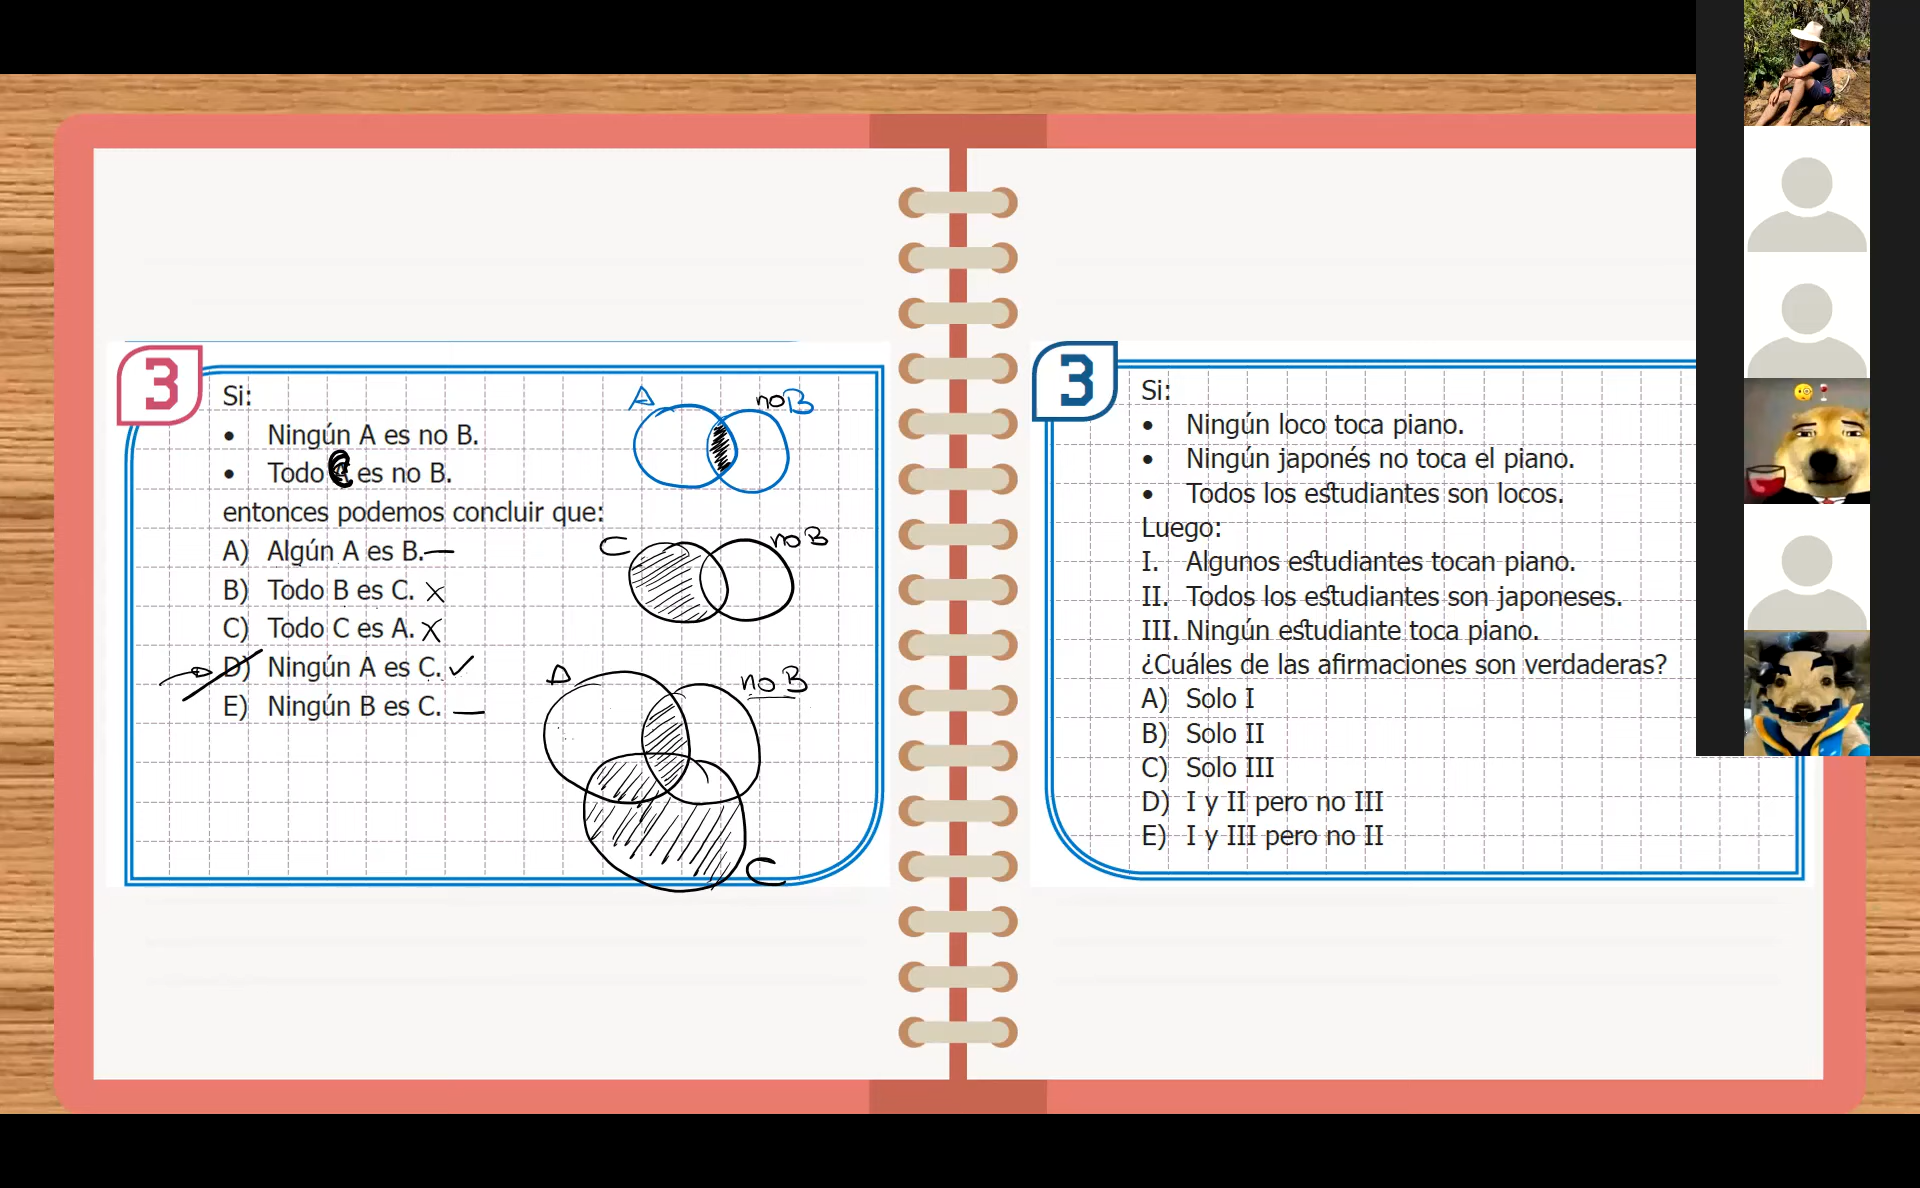 3
Si:
• Ningún A es no B.
• Todo C es no B.
entonces podemos concluir que:
A) Algún A es B.
B) Todo B es C. x
C) Todo C es A. x
D) Ningún A es C. ✓
E) Ningún B es C.
A no B
C no B
A no B
C
3
Si:
• Ningún loco toca piano.
• Ningún japonés no toca el piano.
• Todos los estudiantes son locos.
Luego:
I. Algunos estudiantes tocan piano.
II. Todos los estudiantes son japoneses.
III. Ningún estudiante toca piano.
¿Cuáles de las afirmaciones son verdaderas?
A) Solo I
B) Solo II
C) Solo III
D) I y II pero no III
E) I y III pero no II